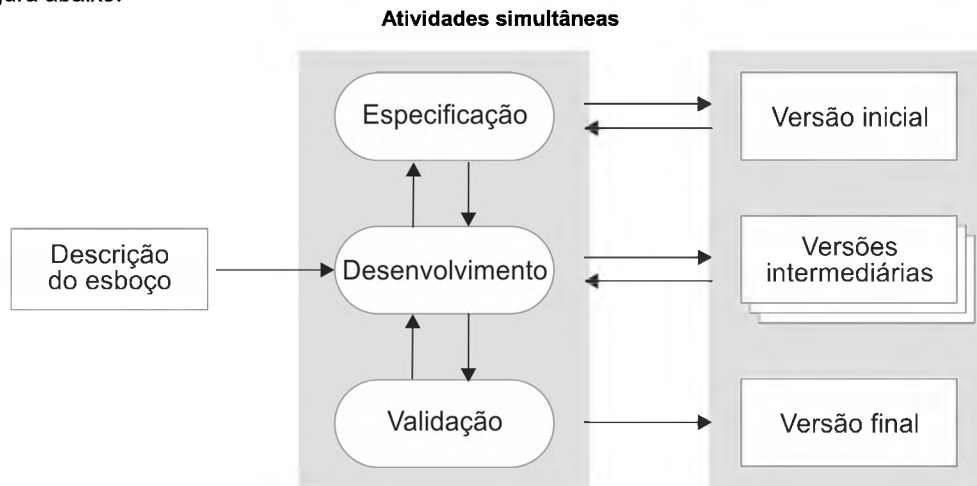 Atividades simultâneas
Especificação
Versão inicial
Descrição
do esboço
Desenvolvimento
Versões
intermediárias
Validação
Versão final